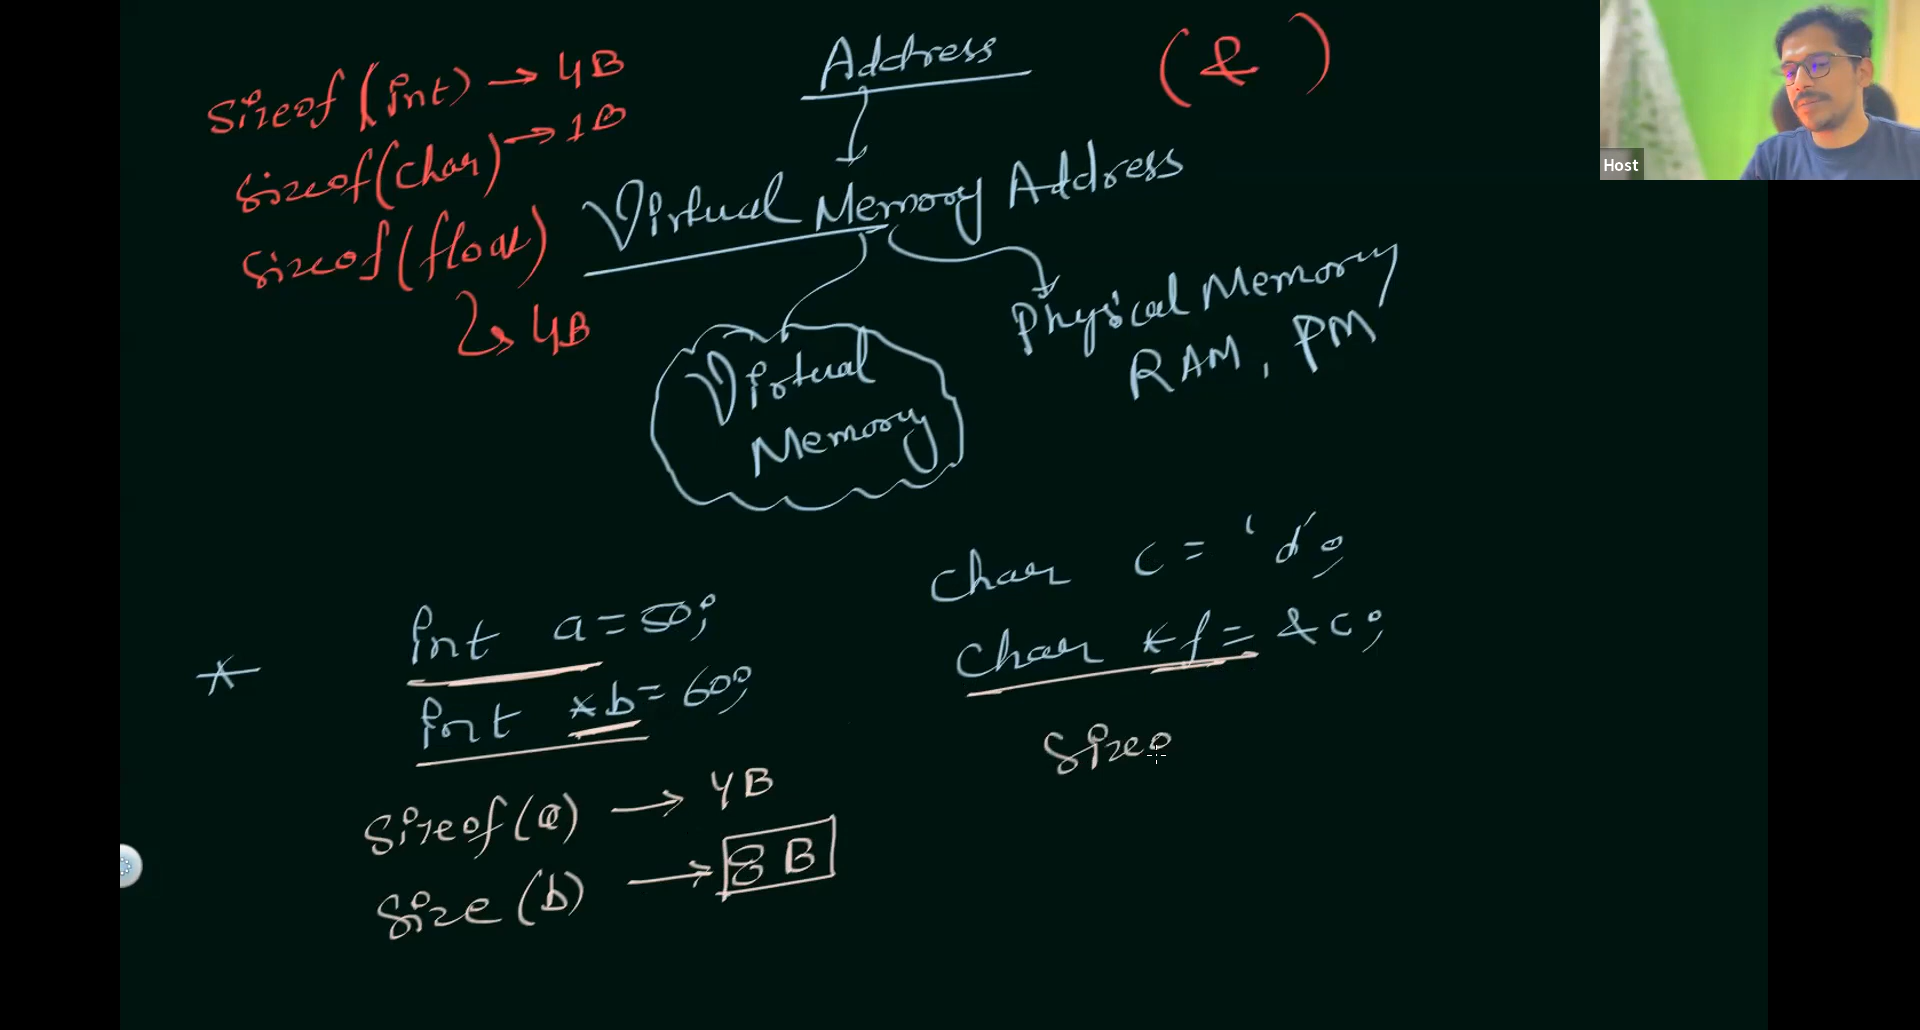 Address (&)
Sizeof(int) → 4B
Sizeof(char) → 1B
Sizeof(float)
↳ 4B
Virtual Memory Address
Virtual
Memory
Physical Memory
RAM, PM
* int a = 50;
int *b = 60;
Sizeof(a) → 4B
Size(b) → 8B
Char c = 'd';
Char *f = &c;
Sizeo
Host